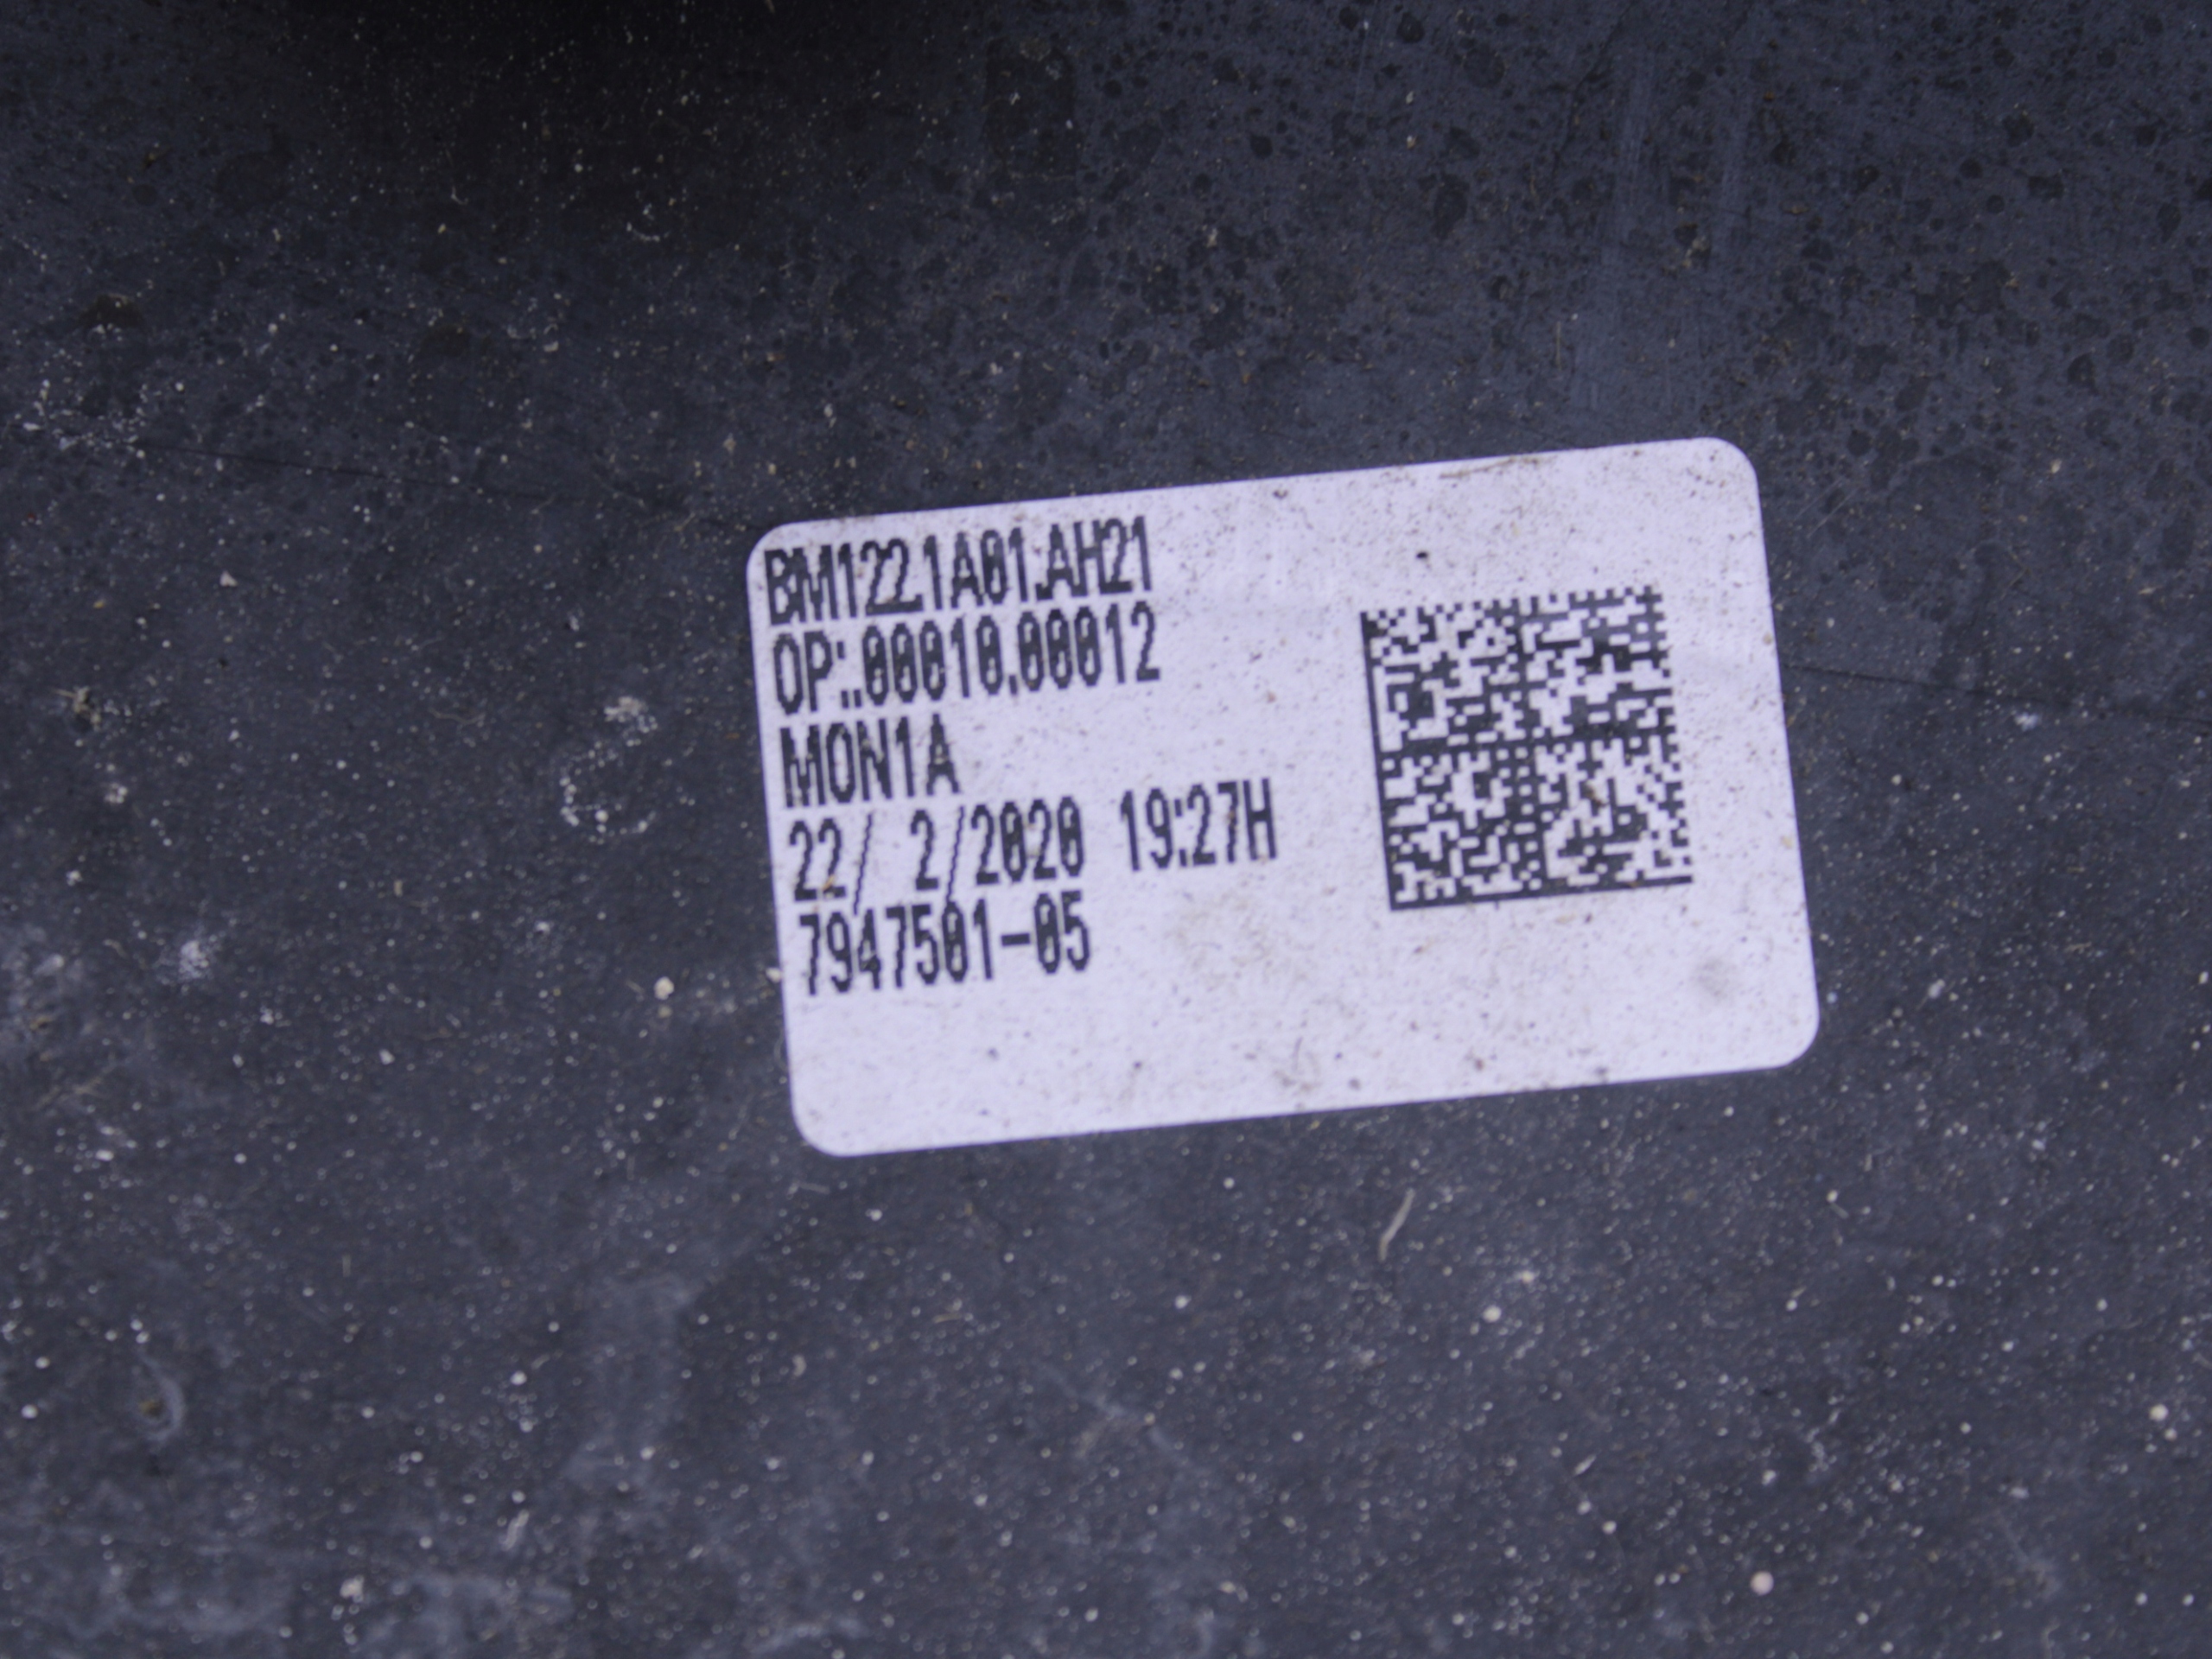 BM122.1A01.AH21
OP:.00010.00012
MON1A
22/ 2/2020 19:27H
7947501-05